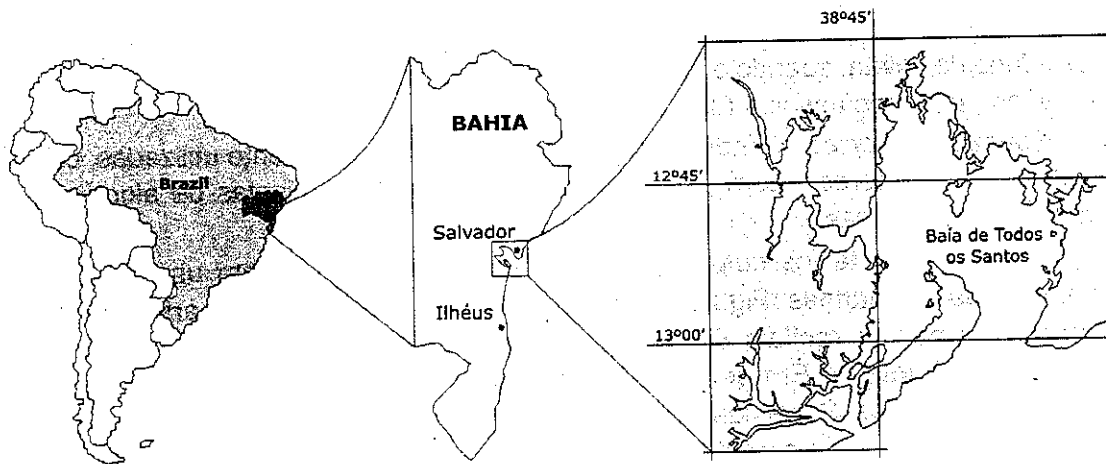 38º45'
BAHIA
Brazil
12º45'
Salvador
Baía de Todos
os Santos
Ilhéus
13º00'